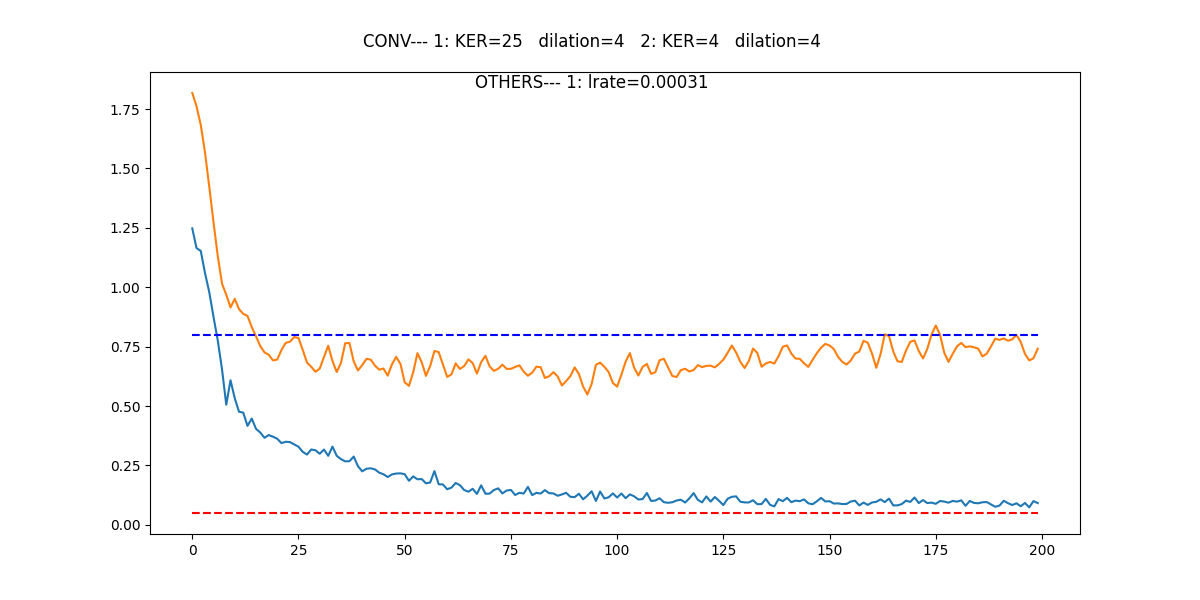 CONV--- 1: KER=25   dilation=4   2: KER=4   dilation=4
OTHERS--- 1: lrate=0.00031
1.75
1.50
1.25
1.00
0.75
0.50
0.25
0.00
0 25 50 75 100 125 150 175 200